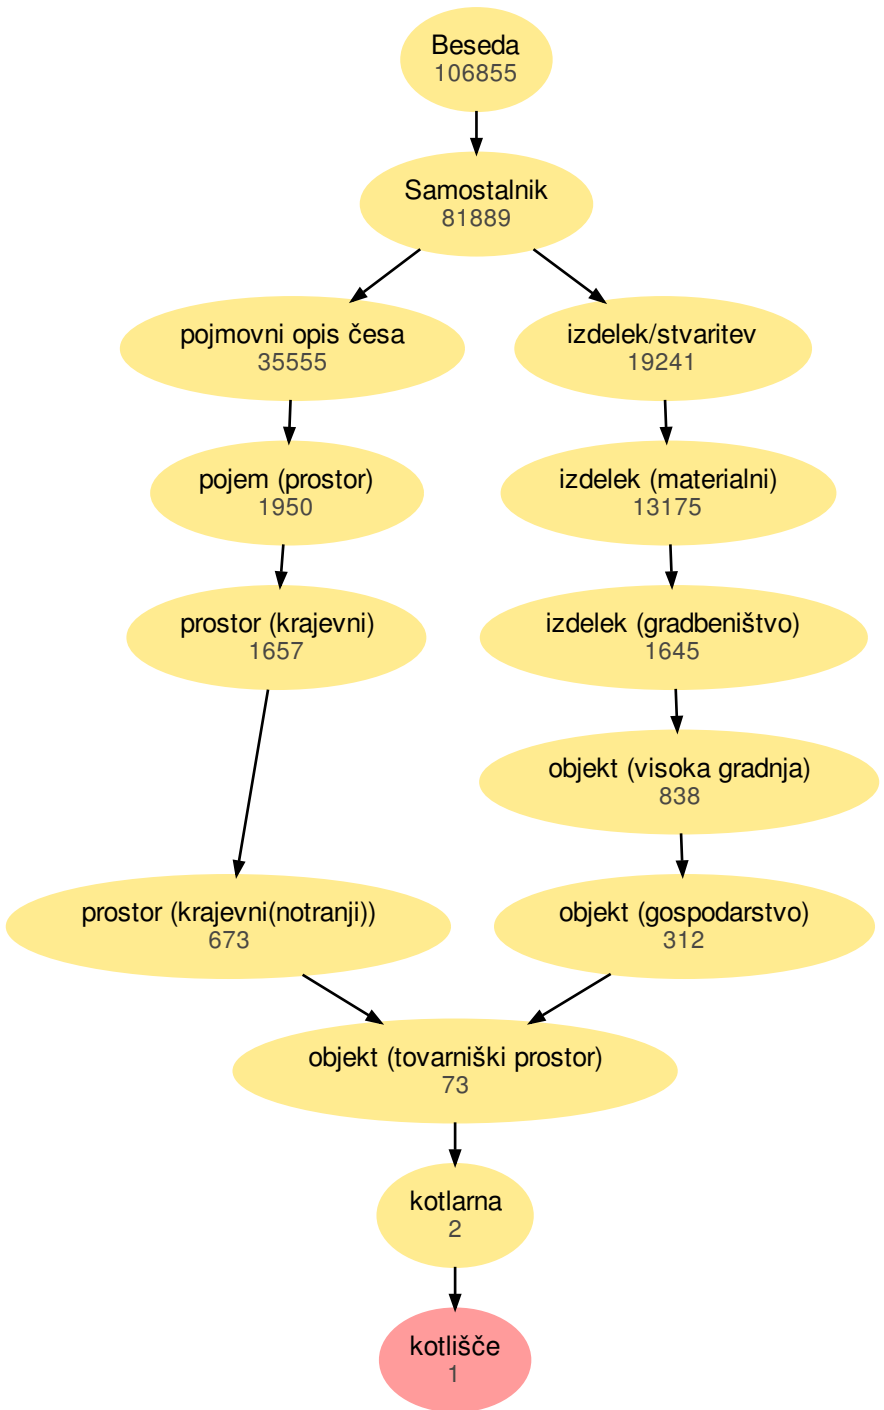 Beseda
106855
Samostalnik
81889
pojmovni opis česa
35555
izdelek/stvaritev
19241
pojem (prostor)
1950
izdelek (materialni)
13175
prostor (krajevni)
1657
izdelek (gradbeništvo)
1645
objekt (visoka gradnja)
838
prostor (krajevni(notranji))
673
objekt (gospodarstvo)
312
objekt (tovarniški prostor)
73
kotlarna
2
kotlišče
1